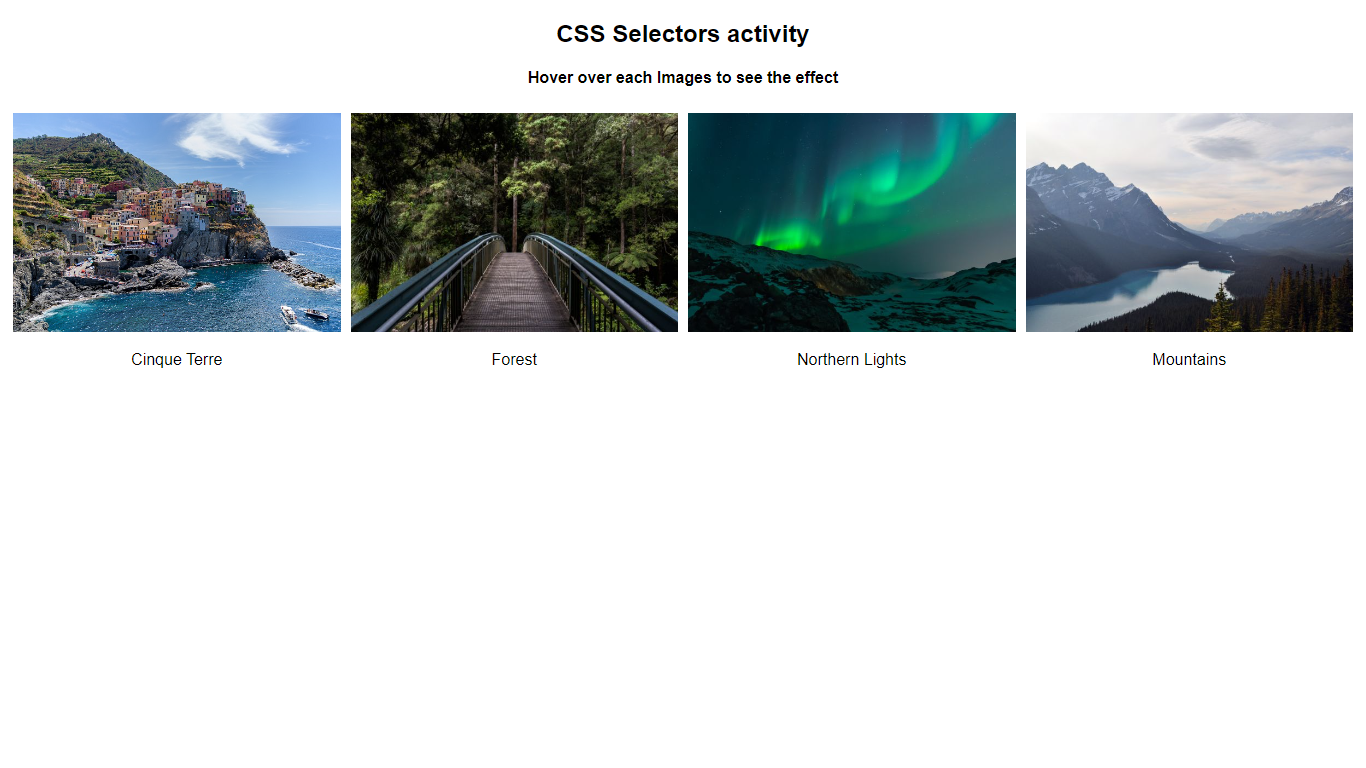 CSS Selectors activity
Hover over each Images to see the effect
Cinque Terre
Forest
Northern Lights
Mountains